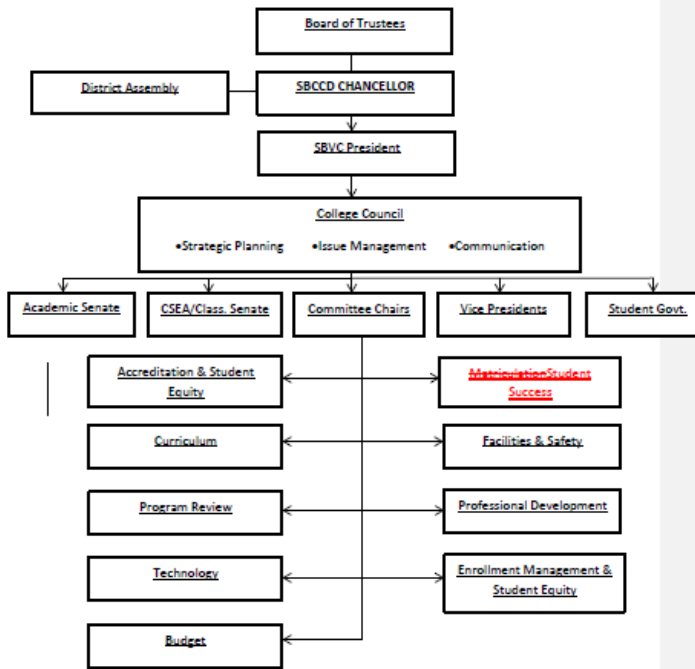 Board of Trustees
District Assembly
SBCCD CHANCELLOR
SBVC President
College Council
•Strategic Planning •Issue Management •Communication
Academic Senate
CSEA/Class. Senate
Committee Chairs
Vice Presidents
Student Govt.
Accreditation & Student
Equity
MatriculationStudent
Success
Curriculum
Facilities & Safety
Program Review
Professional Development
Technology
Enrollment Management &
Student Equity
Budget